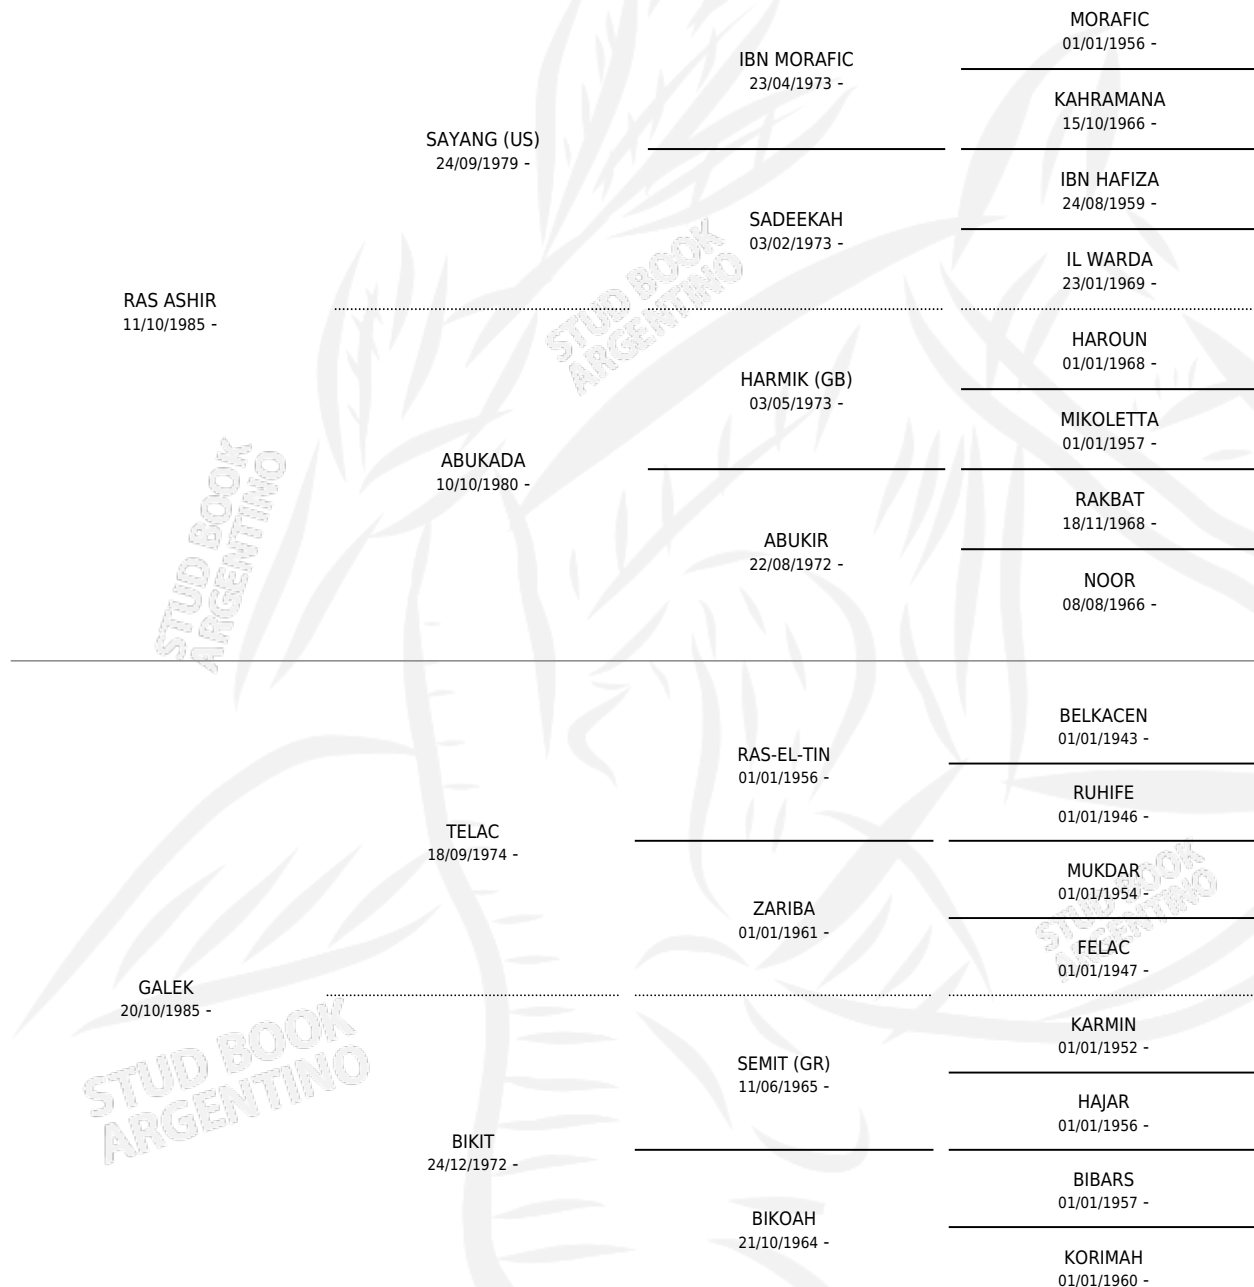 MORAFIC
01/01/1956 -
IBN MORAFIC
23/04/1973 -
KAHRAMANA
15/10/1966 -
SAYANG (US)
24/09/1979 -
IBN HAFIZA
24/08/1959 -
SADEEKAH
03/02/1973 -
IL WARDA
23/01/1969 -
RAS ASHIR
11/10/1985 -
HAROUN
01/01/1968 -
HARMIK (GB)
03/05/1973 -
MIKOLETTA
01/01/1957 -
ABUKADA
10/10/1980 -
RAKBAT
18/11/1968 -
ABUKIR
22/08/1972 -
NOOR
08/08/1966 -
BELKACEN
01/01/1943 -
RAS-EL-TIN
01/01/1956 -
RUHIFE
01/01/1946 -
TELAC
18/09/1974 -
MUKDAR
01/01/1954 -
ZARIBA
01/01/1961 -
FELAC
01/01/1947 -
GALEK
20/10/1985 -
KARMIN
01/01/1952 -
SEMIT (GR)
11/06/1965 -
HAJAR
01/01/1956 -
BIKIT
24/12/1972 -
BIBARS
01/01/1957 -
BIKOAH
21/10/1964 -
KORIMAH
01/01/1960 -
STUD BOOK
ARGENTINO
STUD BOOK
ARGENTINO
STUD BOOK
ARGENTINO
STUD BOOK
ARGENTINO